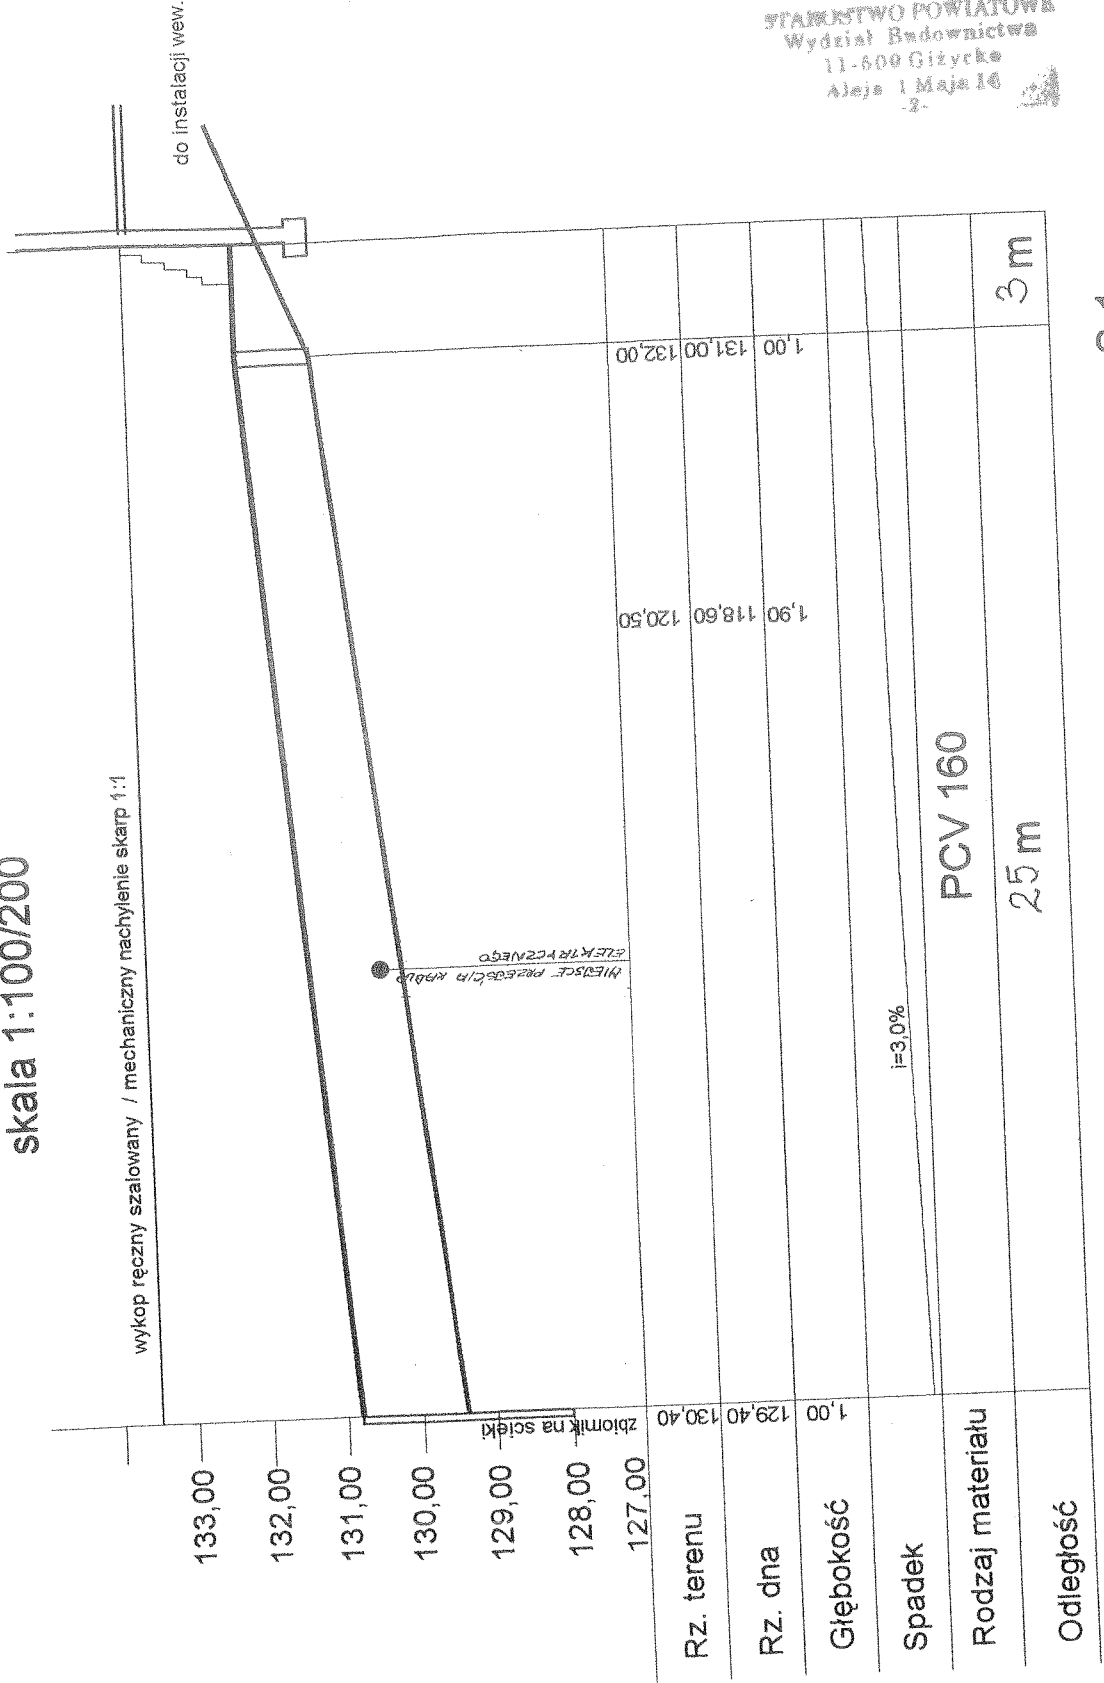 STAROSTWO POWIATOWE
Wydział Budownictwa
11-500 Giżycko
Aleja 1 Maja 14
-2-
skala 1:100/200
do instalacji wew.
wykop ręczny szalowany / mechaniczny nachylenie skarp 1:1
133,00
132,00
131,00
130,00
129,00
128,00
127,00
zbiornik na scieki
MIEJSCE PRZEJŚCIA KABLA
ELEKTRYCZNEGO
Rz. terenu 130,40 120,50 132,00
Rz. dna 129,40 118,60 131,00
Głębokość 1,00 1,90 1,00
Spadek i=3,0%
Rodzaj materiału PCV 160
Odległość 25 m 3 m